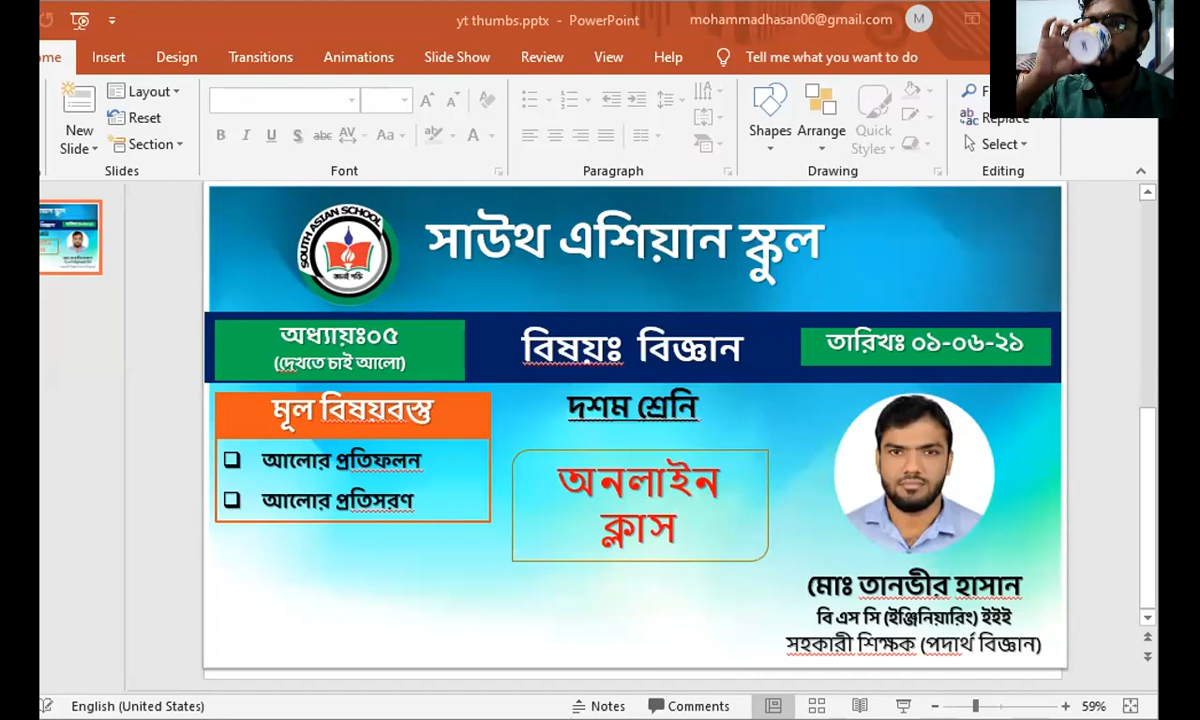 yt thumbs.pptx - PowerPoint
mohammadhasan06@gmail.com
M
Insert
Design
Transitions
Animations
Slide Show
Review
View
Help
Tell me what you want to do
New
Slide
Layout
Reset
Section
Slides
B I U S abc AV Aa A
Font
Paragraph
Shapes
Arrange
Quick
Styles
Drawing
Replace
Select
Editing
SOUTH ASIAN SCHOOL
সাউথ এশিয়ান স্কুল
অধ্যায়ঃ০৫
(দেখতে চাই আলো)
বিষয়ঃ বিজ্ঞান
তারিখঃ ০১-০৬-২১
মূল বিষয়বস্তু
আলোর প্রতিফলন
আলোর প্রতিসরণ
দশম শ্রেনি
অনলাইন
ক্লাস
মোঃ তানভীর হাসান
বি এস সি (ইঞ্জিনিয়ারিং) ইইই
সহকারী শিক্ষক (পদার্থ বিজ্ঞান)
English (United States)
Notes
Comments
59%